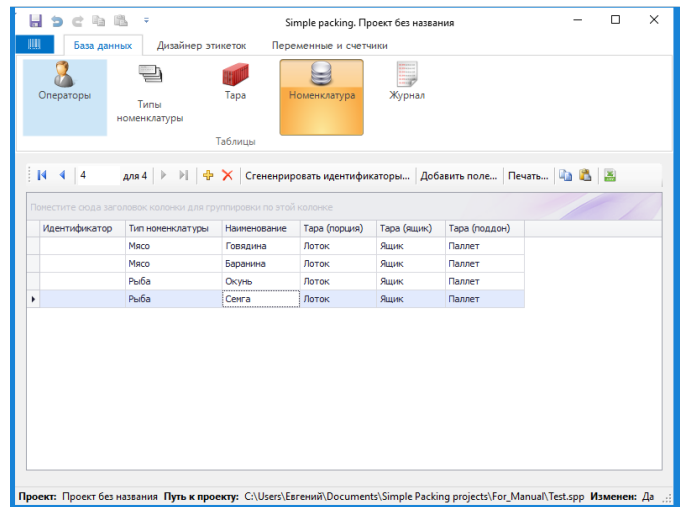 Simple packing. Проект без названия
База данных Дизайнер этикеток Переменные и счетчики
Операторы Типы номенклатуры Тара Номенклатура Журнал
Таблицы
4 для 4 Стененрировать идентификаторы... Добавить поле... Печать...
Поместите сюда заголовок колонки для группировки по этой колонке
Идентификатор Тип номенклатуры Наименование Тара (порция) Тара (ящик) Тара (поддон)
Мясо Говядина Лоток Ящик Паллет
Мясо Баранина Лоток Ящик Паллет
Рыба Окунь Лоток Ящик Паллет
Рыба Семга Лоток Ящик Паллет
Проект: Проект без названия Путь к проекту: C:\Users\Евгений\Documents\Simple Packing projects\For_Manual\Test.spp Изменен: Да